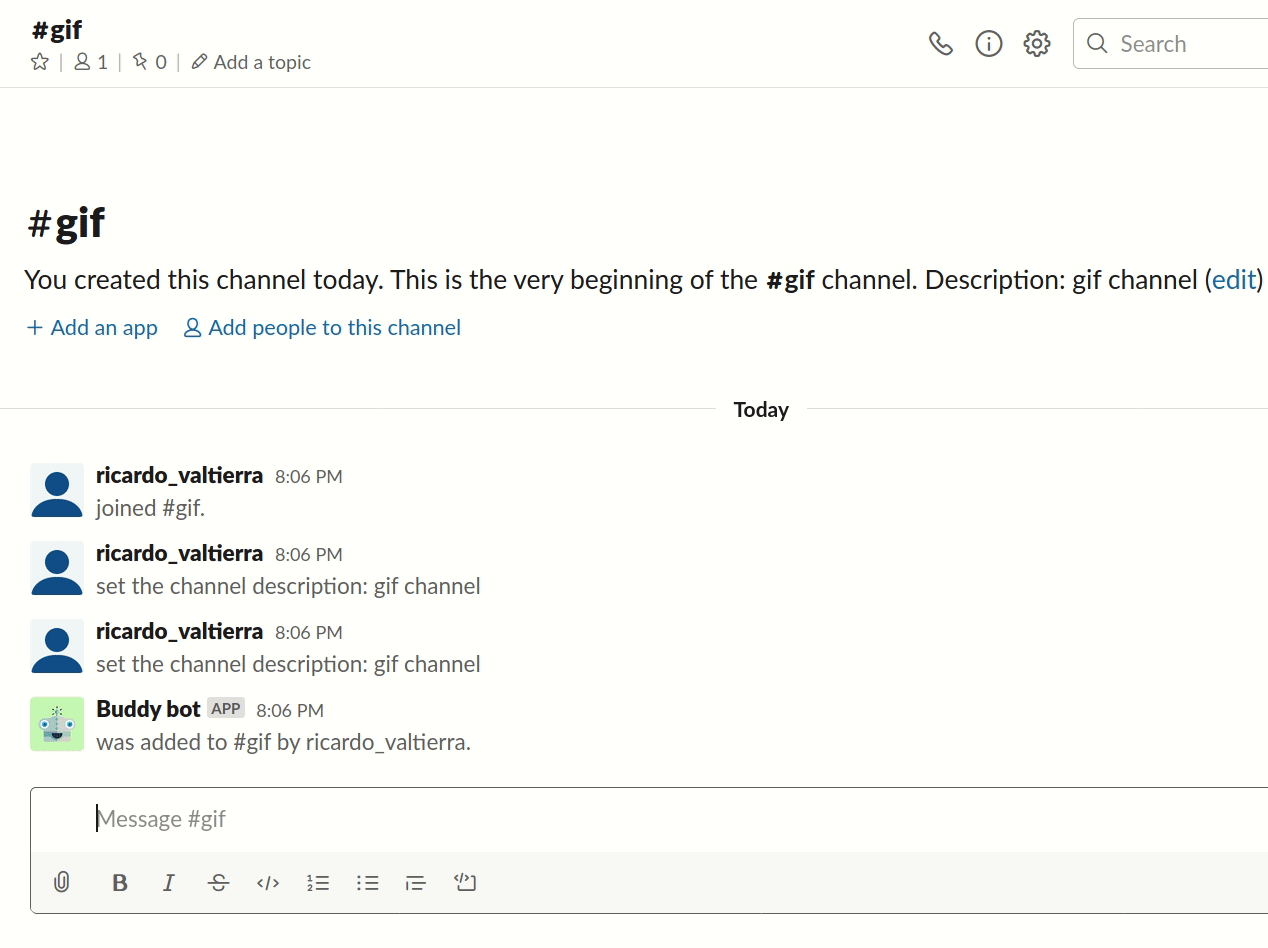 #gif
1 | 0 | Add a topic
Search
#gif
You created this channel today. This is the very beginning of the #gif channel. Description: gif channel (edit)
+ Add an app Add people to this channel
Today
ricardo_valtierra 8:06 PM
joined #gif.
ricardo_valtierra 8:06 PM
set the channel description: gif channel
ricardo_valtierra 8:06 PM
set the channel description: gif channel
Buddy bot APP 8:06 PM
was added to #gif by ricardo_valtierra.
Message #gif